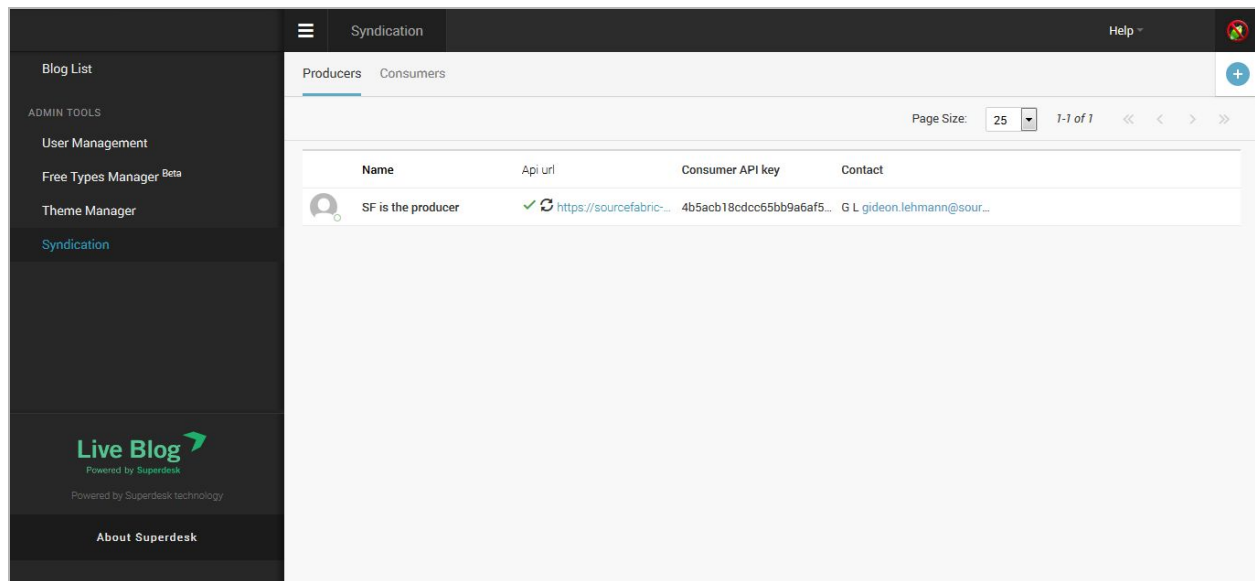 Syndication Help
Blog List
Producers Consumers
ADMIN TOOLS
Page Size: 25 1-1 of 1
User Management
Free Types Manager Beta
Name Api url Consumer API key Contact
Theme Manager
SF is the producer https://sourcefabric-... 4b5acb18cdcc65bb9a6af5... G L gideon.lehmann@sour...
Syndication
Live Blog
Powered by Superdesk
Powered by Superdesk technology
About Superdesk